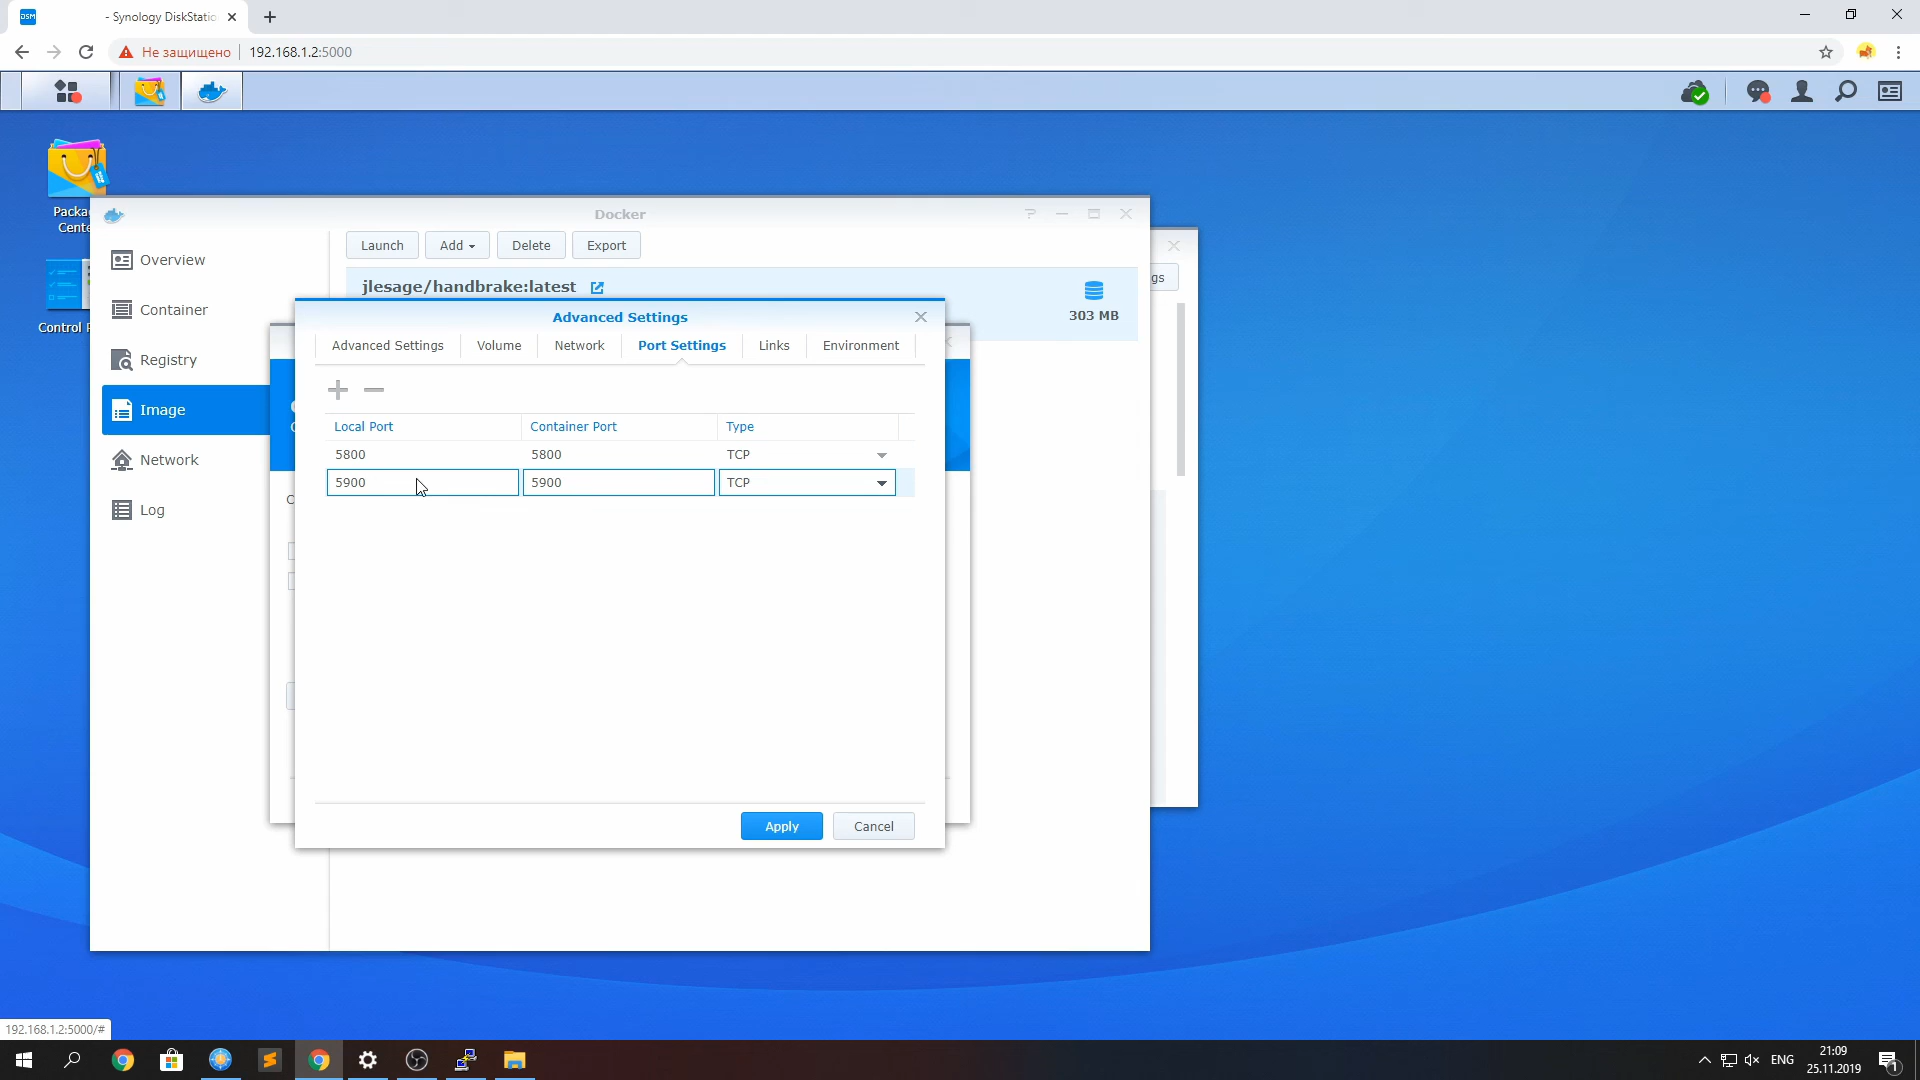 DSM
- Synology DiskStatio
Не защищено
192.168.1.2:5000
Packa
Cente
Control P
Docker
Overview
Container
Registry
Image
Network
Log
Launch
Add
Delete
Export
jlesage/handbrake:latest
303 MB
gs
Advanced Settings
Advanced Settings
Volume
Network
Port Settings
Links
Environment
Local Port
Container Port
Type
5800
5800
TCP
5900
5900
TCP
Apply
Cancel
192.168.1.2:5000/#
ENG
21:09
25.11.2019
1